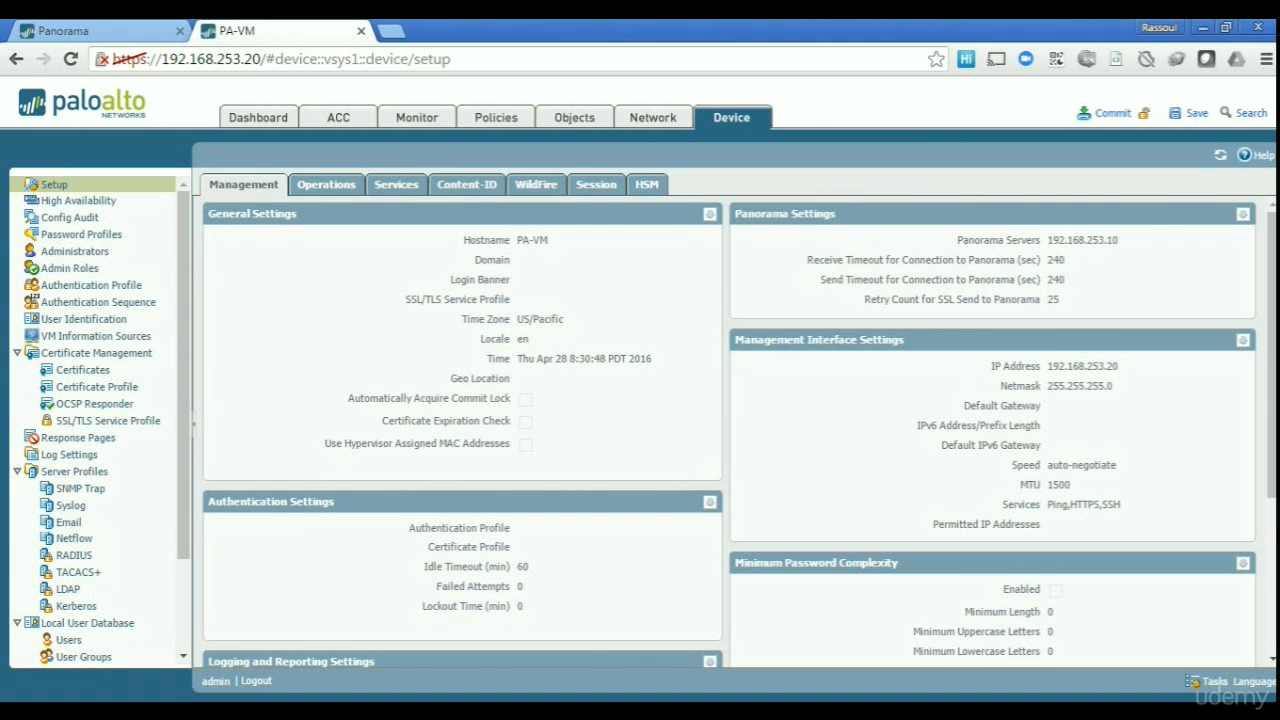 Panorama
PA-VM
Rassoul
https://192.168.253.20/#device::vsys1::device/setup
Hi
paloalto
NETWORKS
Dashboard
ACC
Monitor
Policies
Objects
Network
Device
Commit
Save
Search
Help
Setup
High Availability
Config Audit
Password Profiles
Administrators
Admin Roles
Authentication Profile
Authentication Sequence
User Identification
VM Information Sources
Certificate Management
Certificates
Certificate Profile
OCSP Responder
SSL/TLS Service Profile
Response Pages
Log Settings
Server Profiles
SNMP Trap
Syslog
Email
Netflow
RADIUS
TACACS+
LDAP
Kerberos
Local User Database
Users
User Groups
Management
Operations
Services
Content-ID
WildFire
Session
HSM
General Settings
Hostname PA-VM
Domain
Login Banner
SSL/TLS Service Profile
Time Zone US/Pacific
Locale en
Time Thu Apr 28 8:30:48 PDT 2016
Geo Location
Automatically Acquire Commit Lock
Certificate Expiration Check
Use Hypervisor Assigned MAC Addresses
Authentication Settings
Authentication Profile
Certificate Profile
Idle Timeout (min) 60
Failed Attempts 0
Lockout Time (min) 0
Logging and Reporting Settings
Panorama Settings
Panorama Servers 192.168.253.10
Receive Timeout for Connection to Panorama (sec) 240
Send Timeout for Connection to Panorama (sec) 240
Retry Count for SSL Send to Panorama 25
Management Interface Settings
IP Address 192.168.253.20
Netmask 255.255.255.0
Default Gateway
IPv6 Address/Prefix Length
Default IPv6 Gateway
Speed auto-negotiate
MTU 1500
Services Ping,HTTPS,SSH
Permitted IP Addresses
Minimum Password Complexity
Enabled
Minimum Length 0
Minimum Uppercase Letters 0
Minimum Lowercase Letters 0
admin | Logout
Tasks Language
udemy